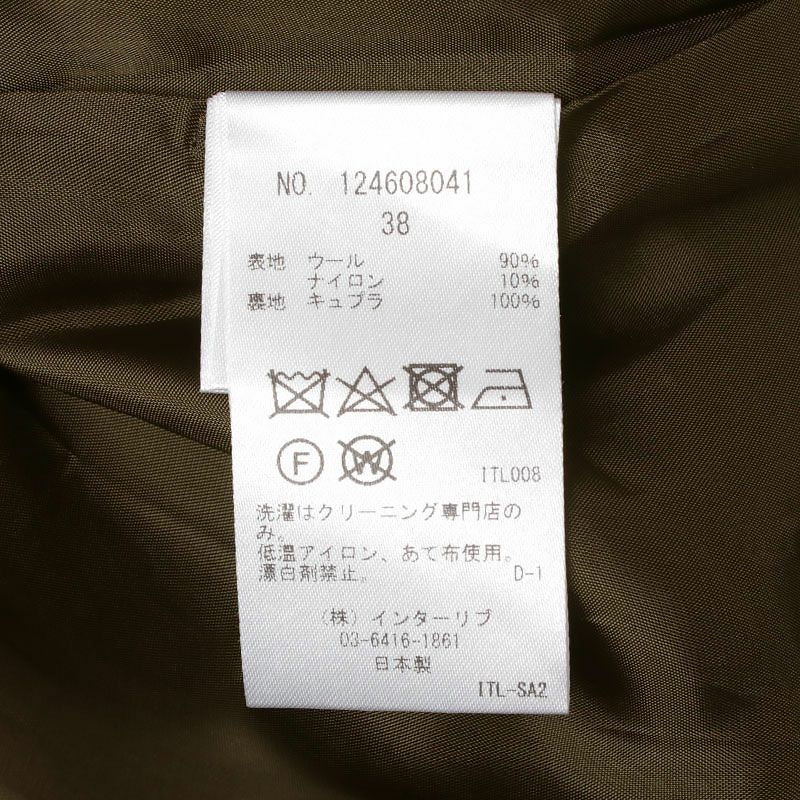 NO. 124608041
38
表地 ウール 90%
ナイロン 10%
裏地 キュプラ 100%
F W ITL008
洗濯はクリーニング専門店の
み。
低温アイロン、あて布使用。
漂白剤禁止。 D-1
(株)インターリブ
03-6416-1861
日本製
ITL-SA2